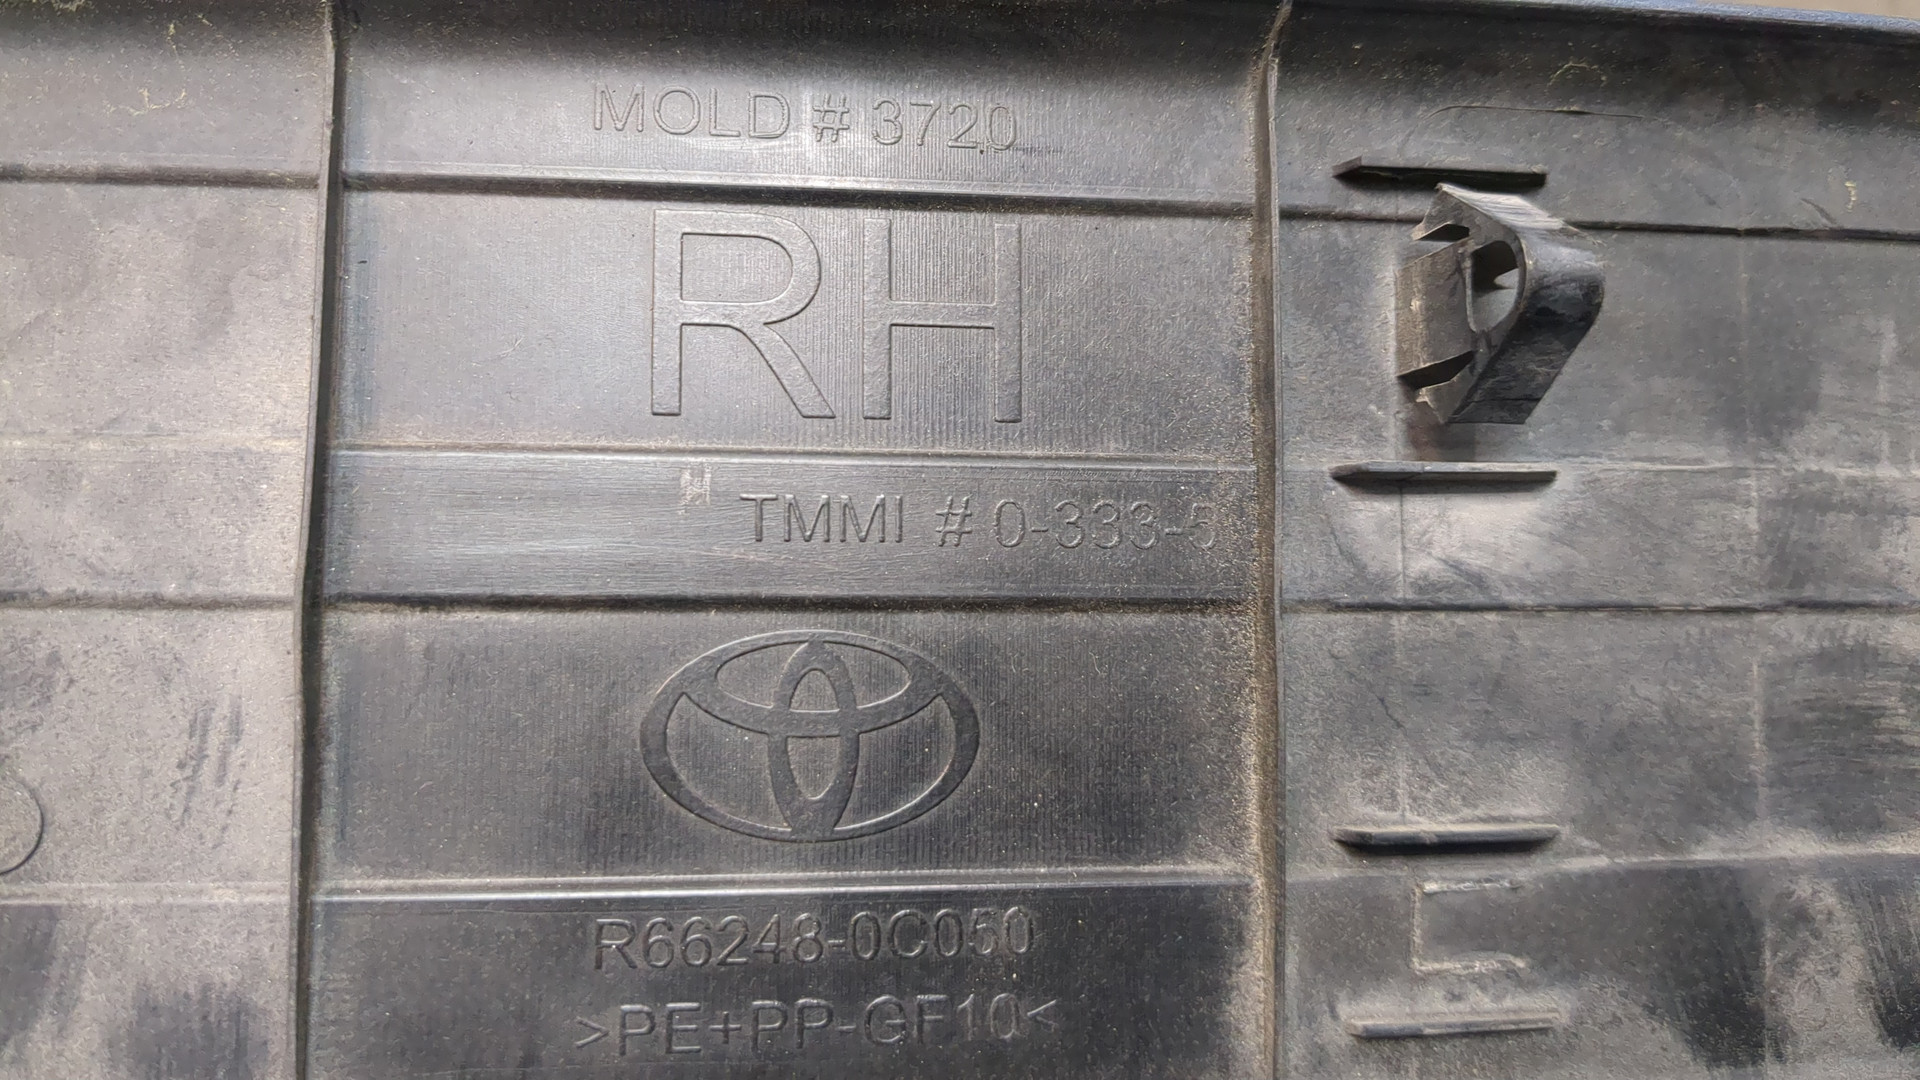 MOLD # 3720
RH
TMMI # 0-333-5
R66248-0C050
>PE+PP-GF10<